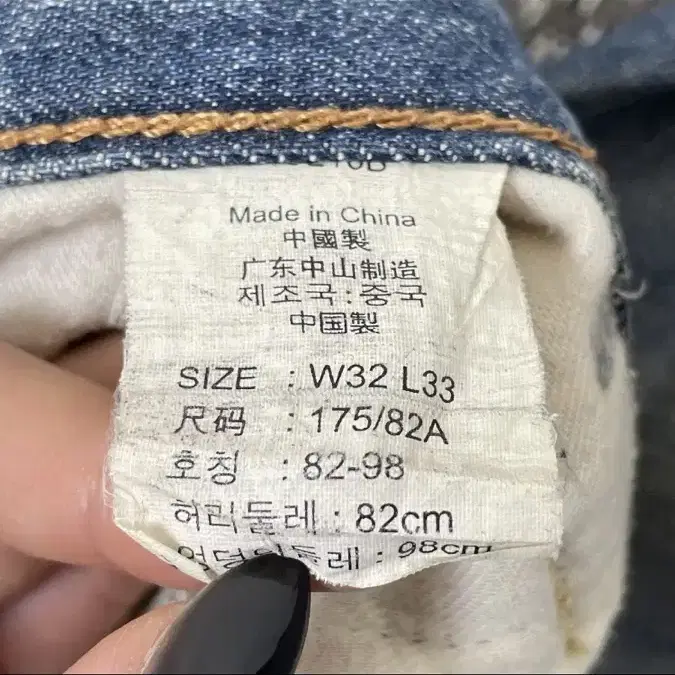 Made in China
中國製
广东中山制造
제조국 : 중국
中国製
SIZE : W32 L33
尺码 : 175/82A
호칭 : 82-98
허리둘레 : 82cm
엉덩이둘레 : 98cm